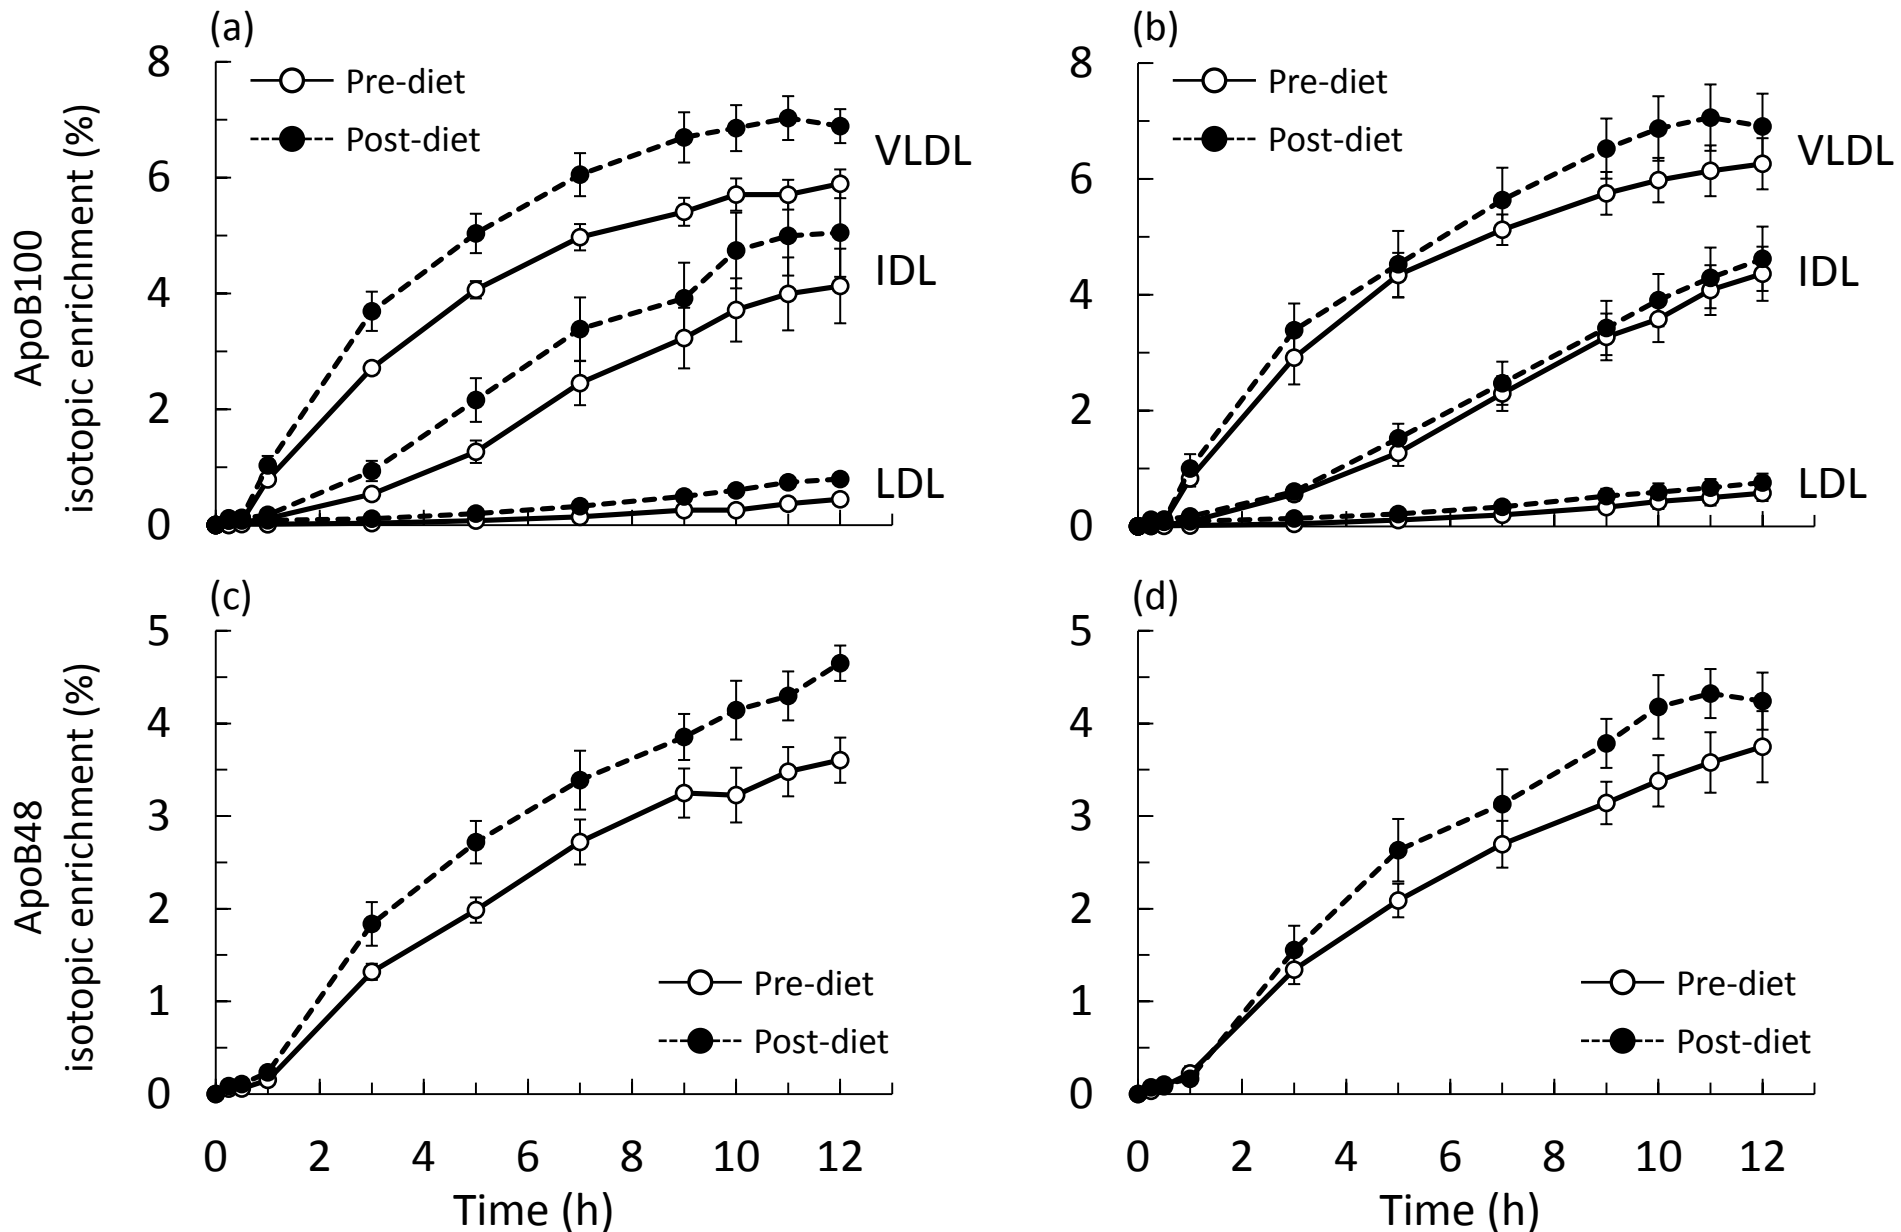 (a)
ApoB100
isotopic enrichment (%)
8
6
4
2
0
Pre-diet
Post-diet
VLDL
IDL
LDL
(b)
8
6
4
2
0
Pre-diet
Post-diet
VLDL
IDL
LDL
(c)
ApoB48
isotopic enrichment (%)
5
4
3
2
1
0
Pre-diet
Post-diet
0 2 4 6 8 10 12
Time (h)
(d)
5
4
3
2
1
0
Pre-diet
Post-diet
0 2 4 6 8 10 12
Time (h)